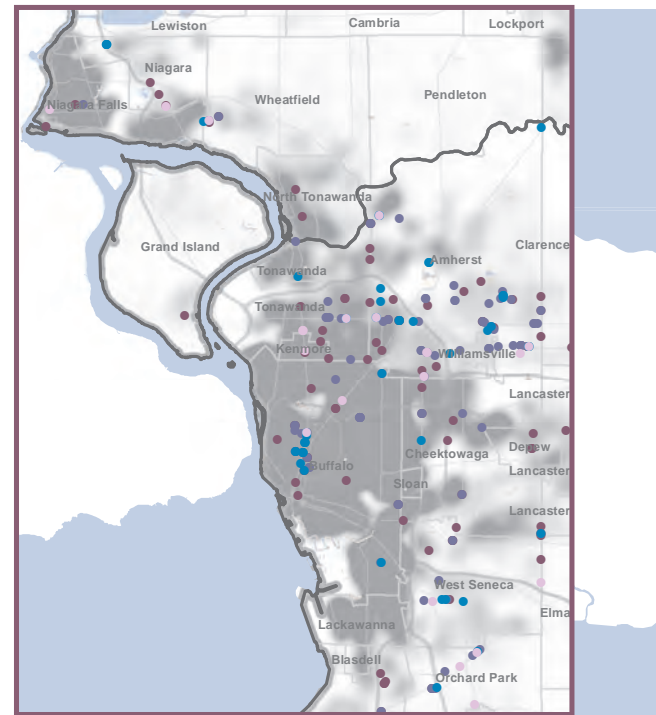 Lewiston
Cambria
Lockport
Niagara
Niagara Falls
Wheatfield
Pendleton
North Tonawanda
Grand Island
Clarence
Amherst
Tonawanda
Tonawanda
Kenmore
Williamsville
Lancaster
Depew
Cheektowaga
Buffalo
Lancaster
Sloan
Lancaster
West Seneca
Elma
Lackawanna
Blasdell
Orchard Park